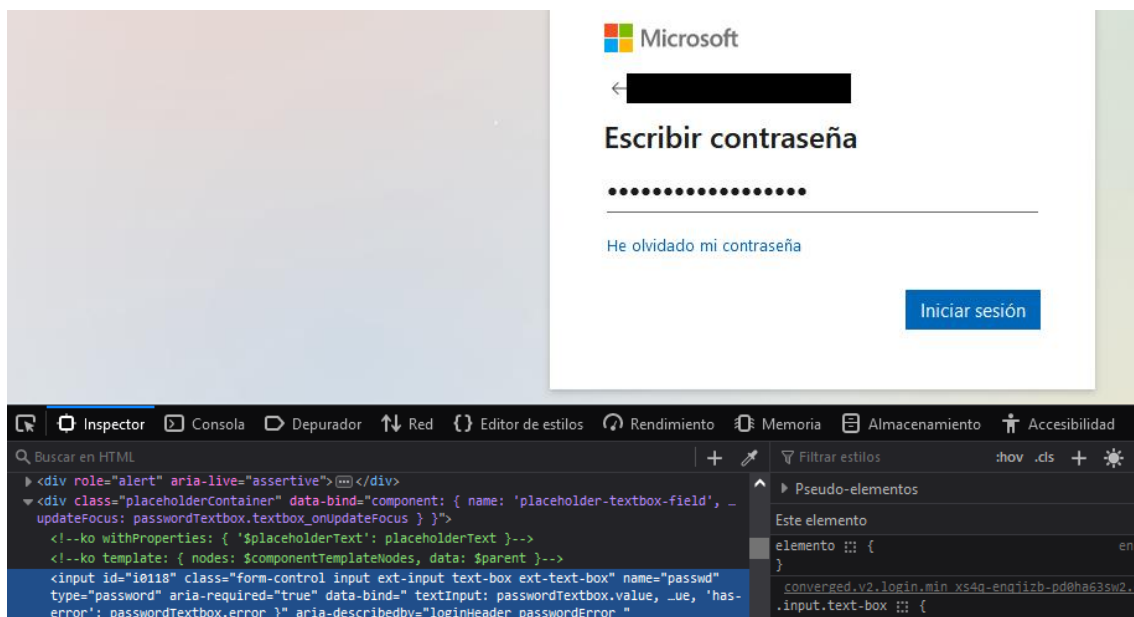 Microsoft
Escribir contraseña
••••••••••••••••••
He olvidado mi contraseña
Iniciar sesión
Inspector Consola Depurador Red Editor de estilos Rendimiento Memoria Almacenamiento Accesibilidad
Buscar en HTML
Filtrar estilos :hov .cls
<div role="alert" aria-live="assertive"></div>
<div class="placeholderContainer" data-bind="component: { name: 'placeholder-textbox-field', …
updateFocus: passwordTextbox.textbox_onUpdateFocus } }">
<!--ko withProperties: { '$placeholderText': placeholderText }-->
<!--ko template: { nodes: $componentTemplateNodes, data: $parent }-->
<input id="i0118" class="form-control input ext-input text-box ext-text-box" name="passwd"
type="password" aria-required="true" data-bind=" textInput: passwordTextbox.value, …ue, 'has-
error': passwordTextbox.error }" aria-describedby="loginHeader passwordError "
Pseudo-elementos
Este elemento
elemento { en
}
.input.text-box {